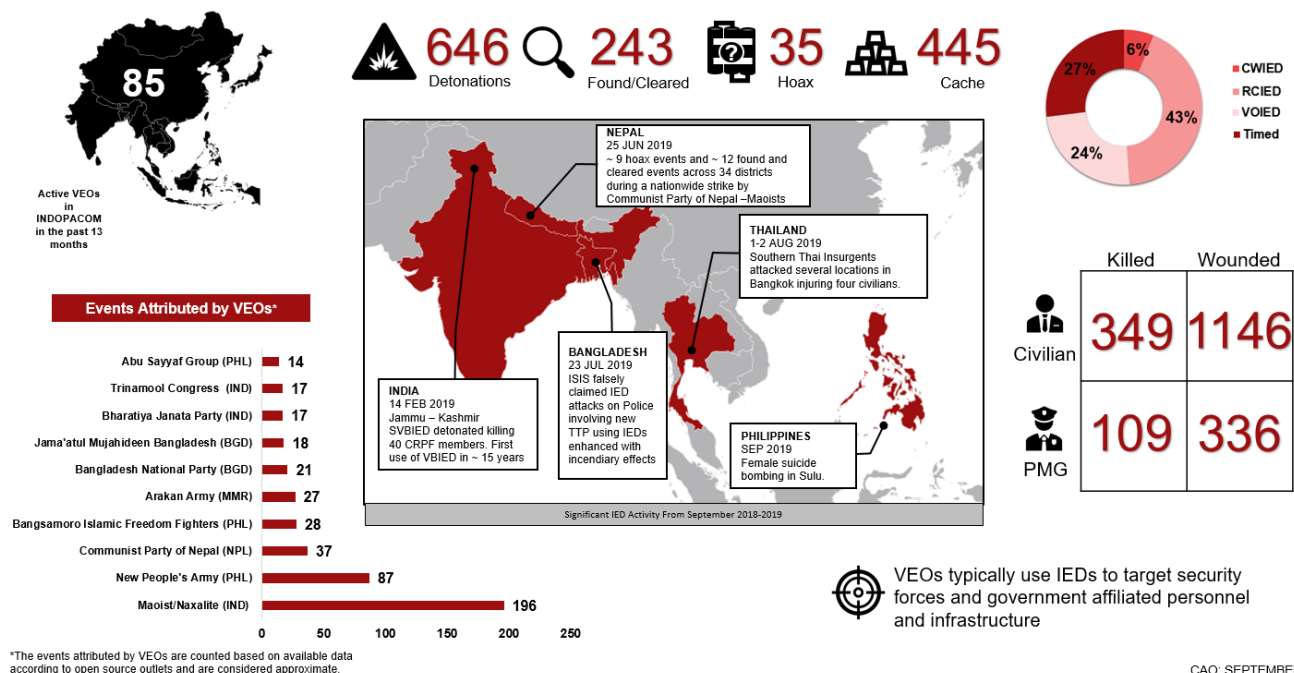 85
Active VEOs
in
INDOPACOM
in the past 13
months
646
Detonations
243
Found/Cleared
?
35
Hoax
445
Cache
6%
43%
24%
27%
CWIED
RCIED
VOIED
Timed
NEPAL
25 JUN 2019
~ 9 hoax events and ~ 12 found and
cleared events across 34 districts
during a nationwide strike by
Communist Party of Nepal –Maoists
THAILAND
1-2 AUG 2019
Southern Thai Insurgents
attacked several locations in
Bangkok injuring four civilians.
INDIA
14 FEB 2019
Jammu – Kashmir
SVBIED detonated killing
40 CRPF members. First
use of VBIED in ~ 15 years
BANGLADESH
23 JUL 2019
ISIS falsely
claimed IED
attacks on Police
involving new
TTP using IEDs
enhanced with
incendiary effects
PHILIPPINES
SEP 2019
Female suicide
bombing in Sulu.
Significant IED Activity From September 2018-2019
Killed Wounded
Civilian 349 1146
PMG 109 336
Events Attributed by VEOs*
Abu Sayyaf Group (PHL) 14
Trinamool Congress (IND) 17
Bharatiya Janata Party (IND) 17
Jama'atul Mujahideen Bangladesh (BGD) 18
Bangladesh National Party (BGD) 21
Arakan Army (MMR) 27
Bangsamoro Islamic Freedom Fighters (PHL) 28
Communist Party of Nepal (NPL) 37
New People's Army (PHL) 87
Maoist/Naxalite (IND) 196
0 50 100 150 200 250
*The events attributed by VEOs are counted based on available data
according to open source outlets and are considered approximate.
VEOs typically use IEDs to target security
forces and government affiliated personnel
and infrastructure
CAO: SEPTEMBE